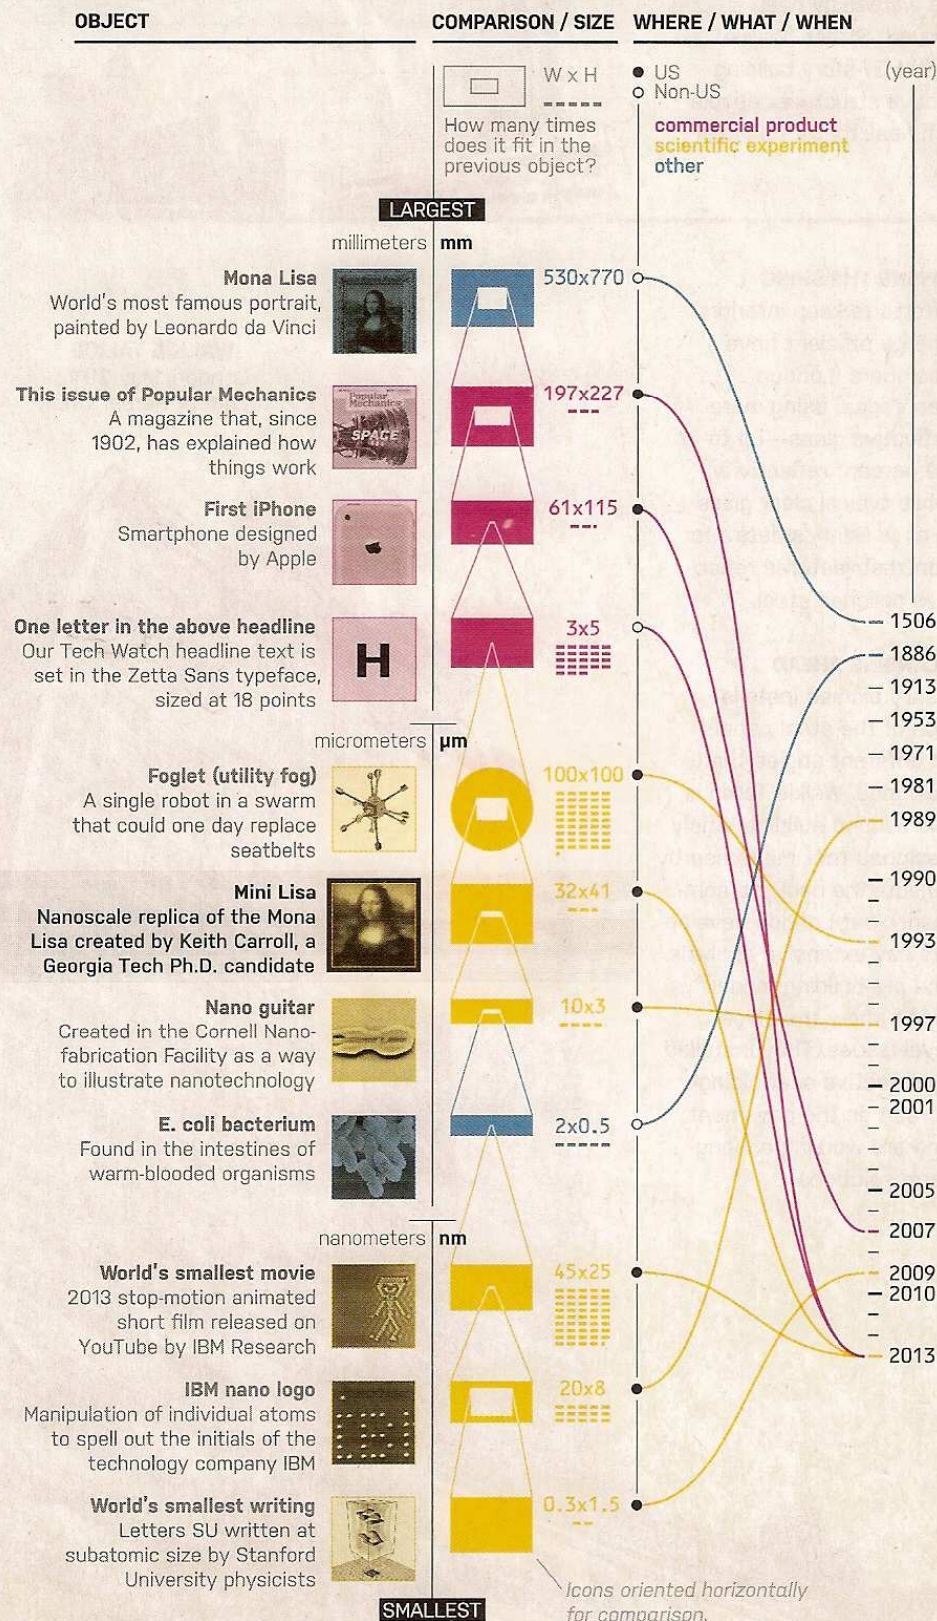 OBJECT
COMPARISON / SIZE
WHERE / WHAT / WHEN
W x H
How many times
does it fit in the
previous object?
US
Non-US
commercial product
scientific experiment
other
(year)
LARGEST
millimeters mm
Mona Lisa
World's most famous portrait,
painted by Leonardo da Vinci
530x770
This issue of Popular Mechanics
A magazine that, since
1902, has explained how
things work
Popular
Mechanics
SPACE
197x227
First iPhone
Smartphone designed
by Apple
61x115
One letter in the above headline
Our Tech Watch headline text is
set in the Zetta Sans typeface,
sized at 18 points
H
3x5
micrometers µm
Foglet (utility fog)
A single robot in a swarm
that could one day replace
seatbelts
100x100
Mini Lisa
Nanoscale replica of the Mona
Lisa created by Keith Carroll, a
Georgia Tech Ph.D. candidate
32x41
Nano guitar
Created in the Cornell Nano-
fabrication Facility as a way
to illustrate nanotechnology
10x3
E. coli bacterium
Found in the intestines of
warm-blooded organisms
2x0.5
nanometers nm
World's smallest movie
2013 stop-motion animated
short film released on
YouTube by IBM Research
45x25
IBM nano logo
Manipulation of individual atoms
to spell out the initials of the
technology company IBM
20x8
World's smallest writing
Letters SU written at
subatomic size by Stanford
University physicists
0.3x1.5
SMALLEST
Icons oriented horizontally
for comparison.
1506
1886
1913
1953
1971
1981
1989
1990
1993
1997
2000
2001
2005
2007
2009
2010
2013